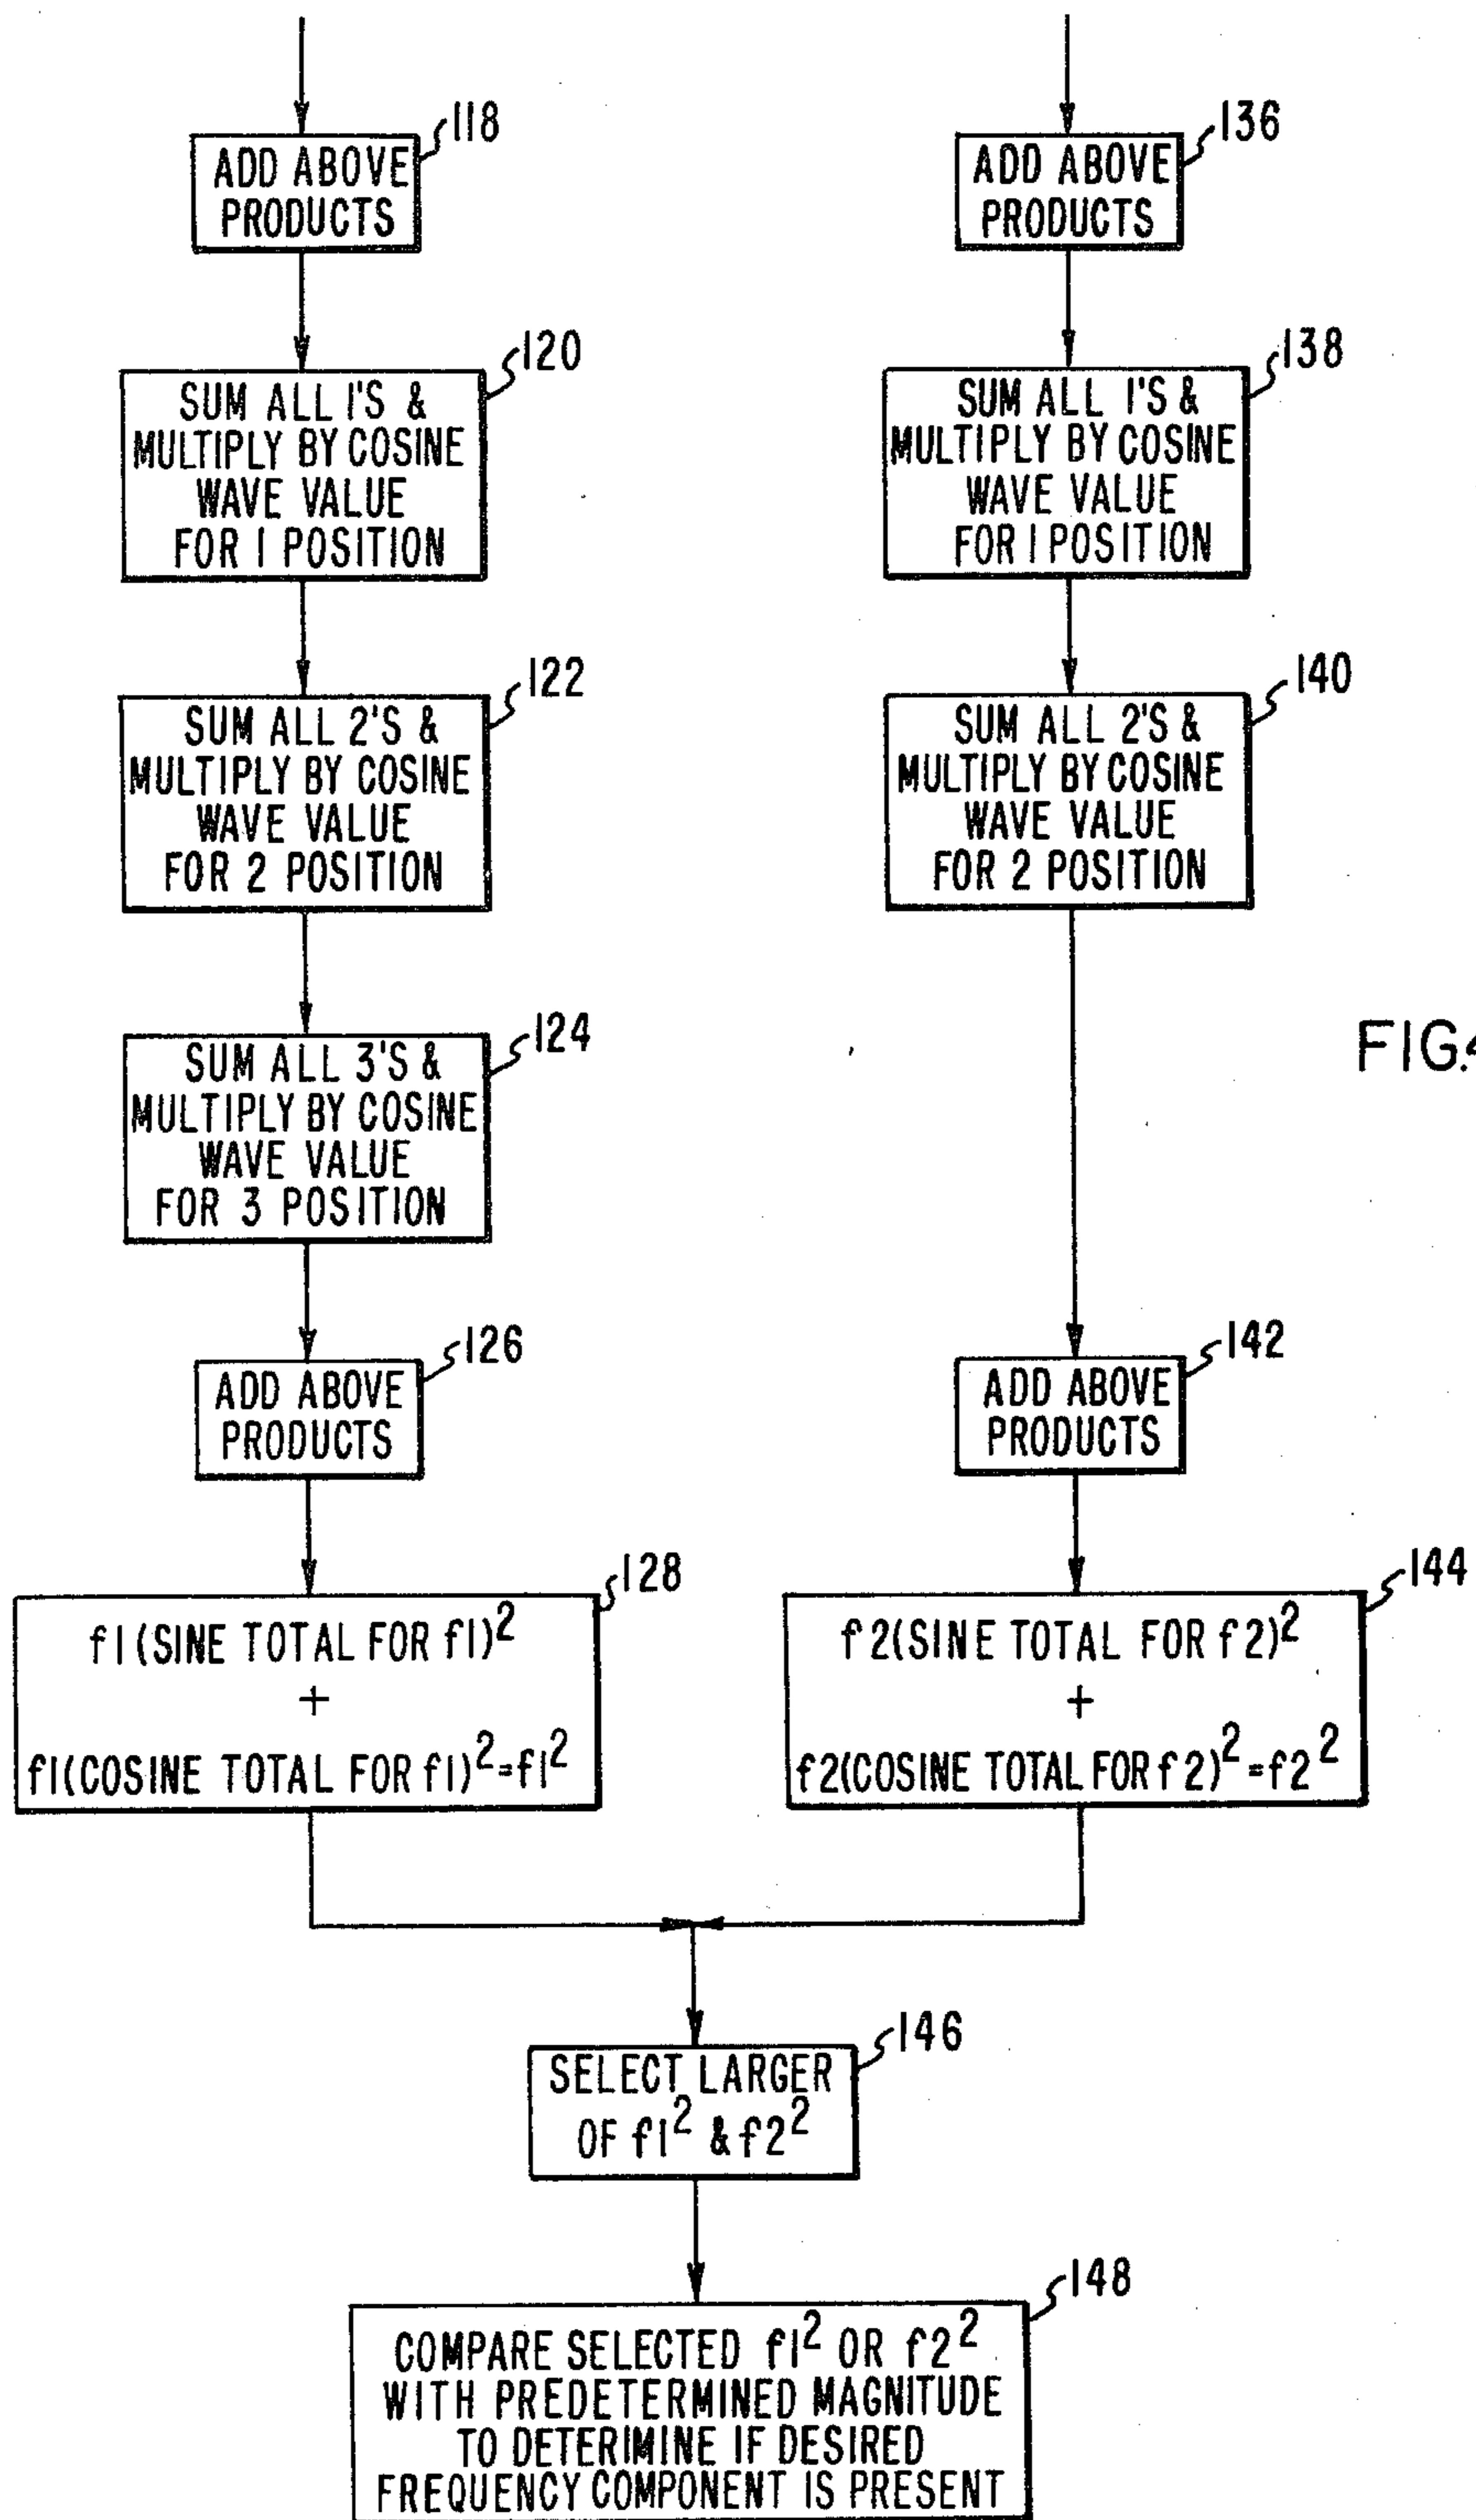 118
ADD ABOVE
PRODUCTS
120
SUM ALL 1'S &
MULTIPLY BY COSINE
WAVE VALUE
FOR 1 POSITION
122
SUM ALL 2'S &
MULTIPLY BY COSINE
WAVE VALUE
FOR 2 POSITION
124
SUM ALL 3'S &
MULTIPLY BY COSINE
WAVE VALUE
FOR 3 POSITION
126
ADD ABOVE
PRODUCTS
128
f1(SINE TOTAL FOR f1)²
+
f1(COSINE TOTAL FOR f1)²=f1²
136
ADD ABOVE
PRODUCTS
138
SUM ALL 1'S &
MULTIPLY BY COSINE
WAVE VALUE
FOR 1 POSITION
140
SUM ALL 2'S &
MULTIPLY BY COSINE
WAVE VALUE
FOR 2 POSITION
142
ADD ABOVE
PRODUCTS
144
f2(SINE TOTAL FOR f2)²
+
f2(COSINE TOTAL FOR f2)²=f2²
146
SELECT LARGER
OF f1² & f2²
148
COMPARE SELECTED f1² OR f2²
WITH PREDETERMINED MAGNITUDE
TO DETERIMINE IF DESIRED
FREQUENCY COMPONENT IS PRESENT
FIG.